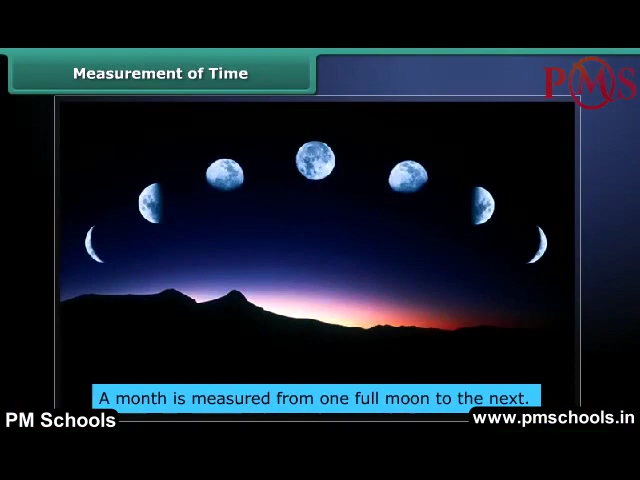 Measurement of Time
PMS
A month is measured from one full moon to the next.
PM Schools
www.pmschools.in